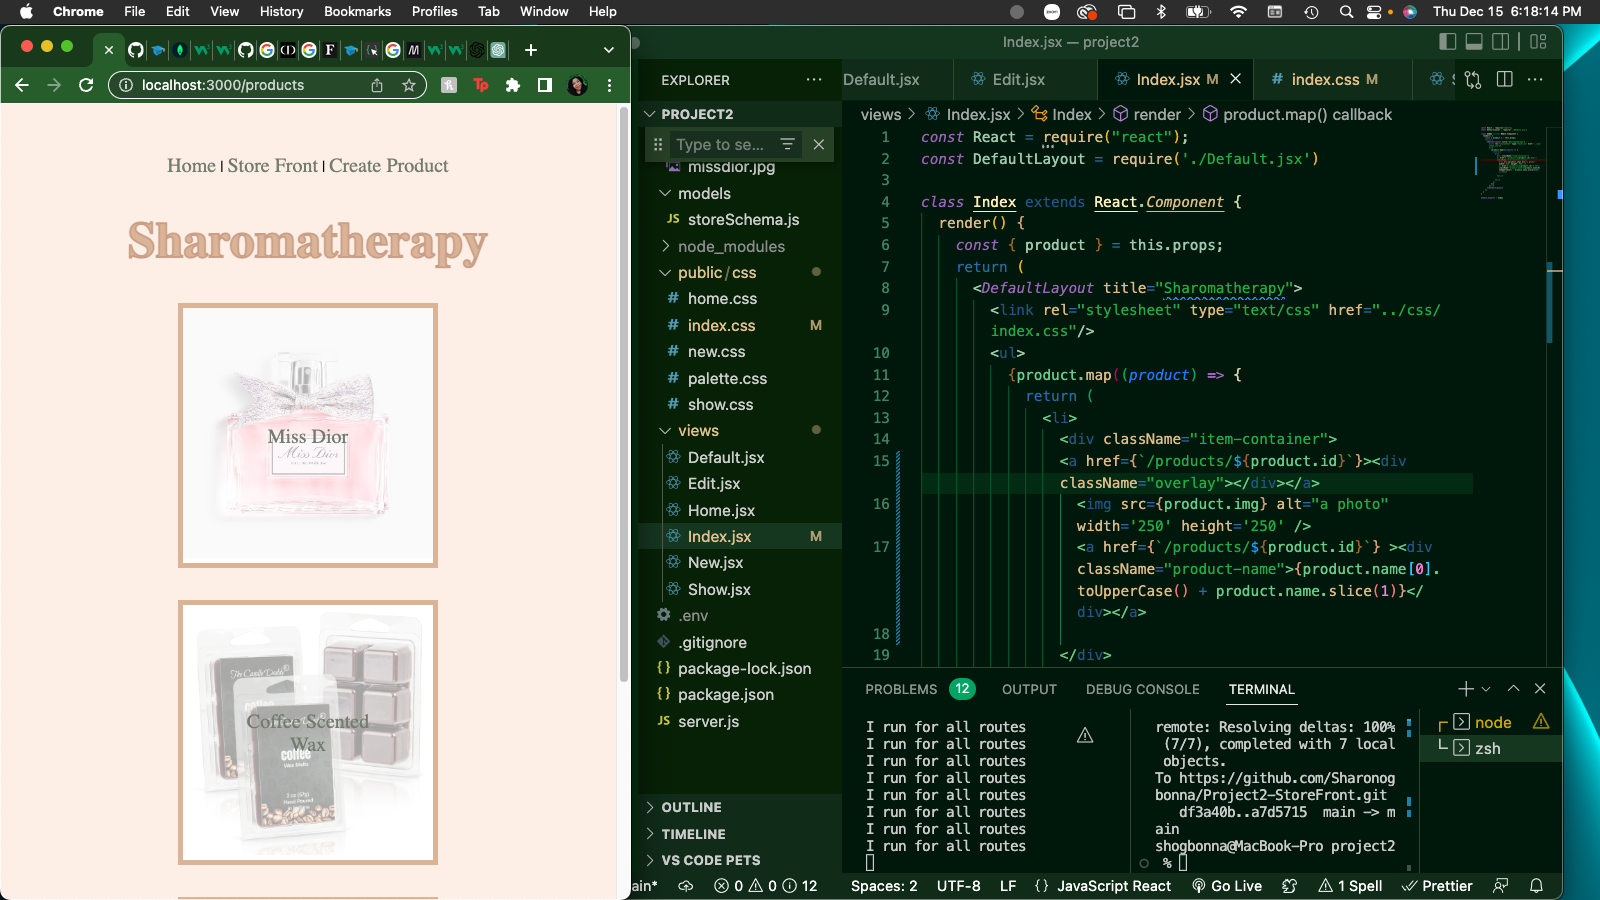 Chrome File Edit View History Bookmarks Profiles Tab Window Help
zoom
Thu Dec 15 6:18:14 PM
localhost:3000/products
Home | Store Front | Create Product
Sharomatherapy
Miss Dior
Miss Dior
Coffee Scented
Wax
coffee
Wax Melts
Index.jsx — project2
EXPLORER
PROJECT2
Type to se...
missdior.jpg
models
JS storeSchema.js
node_modules
public/css
# home.css
# index.css M
# new.css
# palette.css
# show.css
views
Default.jsx
Edit.jsx
Home.jsx
Index.jsx M
New.jsx
Show.jsx
.env
.gitignore
{} package-lock.json
{} package.json
JS server.js
OUTLINE
TIMELINE
VS CODE PETS
Default.jsx Edit.jsx Index.jsx M # index.css M
views > Index.jsx > Index > render > product.map() callback
1 const React = require("react");
2 const DefaultLayout = require('./Default.jsx')
3
4 class Index extends React.Component {
5 render() {
6 const { product } = this.props;
7 return (
8 <DefaultLayout title="Sharomatherapy">
9 <link rel="stylesheet" type="text/css" href="../css/
index.css"/>
10 <ul>
11 {product.map((product) => {
12 return (
13 <li>
14 <div className="item-container">
15 <a href={`/products/${product.id}`}><div
className="overlay"></div></a>
16 <img src={product.img} alt="a photo"
width='250' height='250' />
17 <a href={`/products/${product.id}`} ><div
className="product-name">{product.name[0].
toUpperCase() + product.name.slice(1)}</
div></a>
18
19 </div>
PROBLEMS 12 OUTPUT DEBUG CONSOLE TERMINAL
I run for all routes
I run for all routes
I run for all routes
I run for all routes
I run for all routes
I run for all routes
I run for all routes
I run for all routes
remote: Resolving deltas: 100%
(7/7), completed with 7 local
objects.
To https://github.com/Sharonog
bonna/Project2-StoreFront.git
df3a40b..a7d5715 main -> m
ain
shogbonna@MacBook-Pro project2
%
node
zsh
ain* 0 0 12 Spaces: 2 UTF-8 LF {} JavaScript React Go Live 1 Spell Prettier